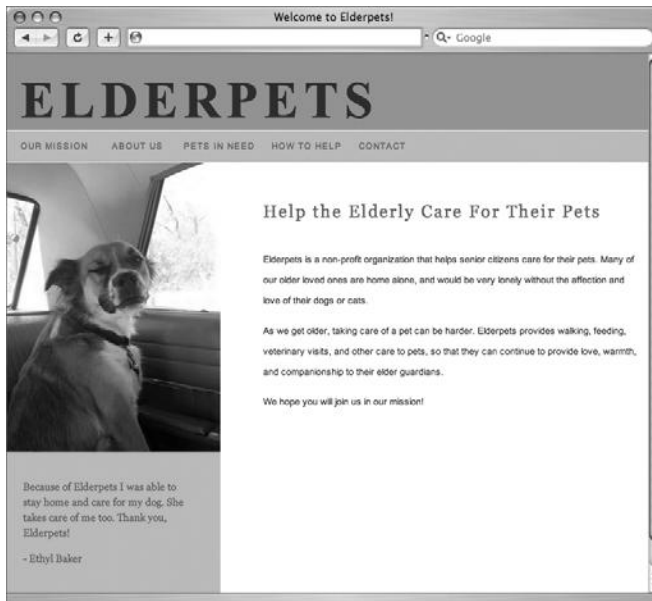 Welcome to Elderpets!
Google
ELDERPETS
OUR MISSION ABOUT US PETS IN NEED HOW TO HELP CONTACT
Help the Elderly Care For Their Pets
Elderpets is a non-profit organization that helps senior citizens care for their pets. Many of
our older loved ones are home alone, and would be very lonely without the affection and
love of their dogs or cats.
As we get older, taking care of a pet can be harder. Elderpets provides walking, feeding,
veterinary visits, and other care to pets, so that they can continue to provide love, warmth,
and companionship to their elder guardians.
We hope you will join us in our mission!
Because of Elderpets I was able to
stay home and care for my dog. She
takes care of me too. Thank you,
Elderpets!
- Ethyl Baker